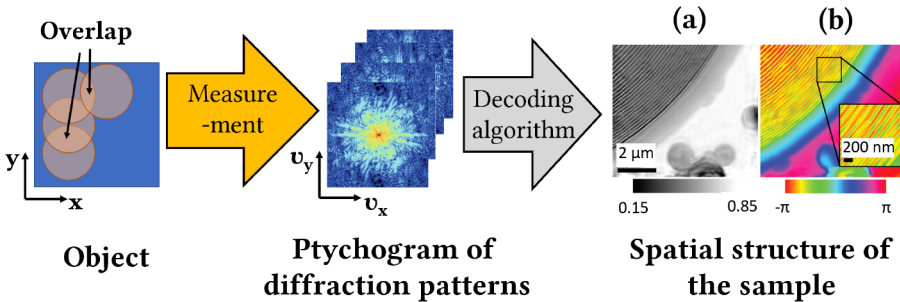 Overlap
y
x
Object
Measure
-ment
υy
υx
Ptychogram of
diffraction patterns
Decoding
algorithm
(a)
(b)
2 μm
200 nm
0.15
0.85
-π
π
Spatial structure of
the sample